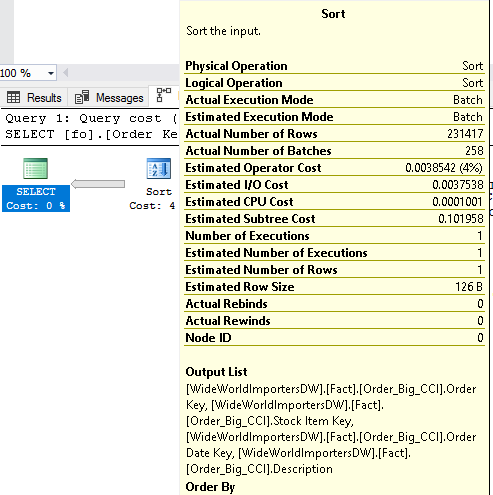 Sort
Sort the input.
Physical Operation Sort
Logical Operation Sort
Actual Execution Mode Batch
Estimated Execution Mode Batch
Actual Number of Rows 231417
Actual Number of Batches 258
Estimated Operator Cost 0.0038542 (4%)
Estimated I/O Cost 0.0037538
Estimated CPU Cost 0.0001001
Estimated Subtree Cost 0.101958
Number of Executions 1
Estimated Number of Executions 1
Estimated Number of Rows 1
Estimated Row Size 126 B
Actual Rebinds 0
Actual Rewinds 0
Node ID 0
Output List
[WideWorldImportersDW].[Fact].[Order_Big_CCI].Order
Key, [WideWorldImportersDW].[Fact].
[Order_Big_CCI].Stock Item Key,
[WideWorldImportersDW].[Fact].[Order_Big_CCI].Order
Date Key, [WideWorldImportersDW].[Fact].
[Order_Big_CCI].Description
Order By
100 %
Results Messages
Query 1: Query cost (
SELECT [fo].[Order Ke
SELECT
Cost: 0 %
Sort
Cost: 4